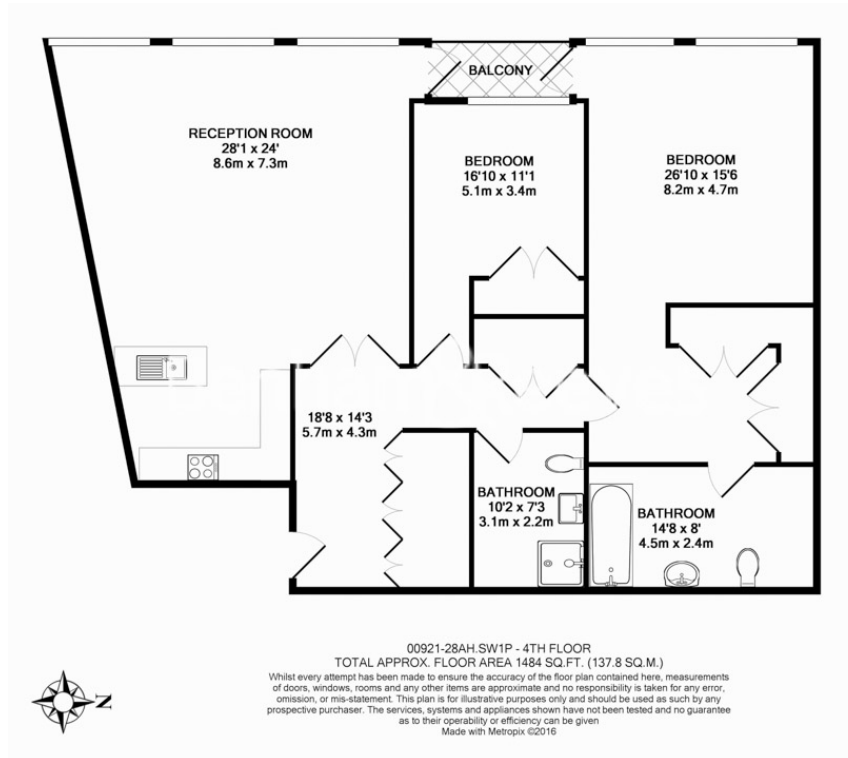 BALCONY
RECEPTION ROOM
28'1 x 24'
8.6m x 7.3m
BEDROOM
16'10 x 11'1
5.1m x 3.4m
BEDROOM
26'10 x 15'6
8.2m x 4.7m
18'8 x 14'3
5.7m x 4.3m
BATHROOM
10'2 x 7'3
3.1m x 2.2m
BATHROOM
14'8 x 8'
4.5m x 2.4m
N
00921-28AH.SW1P - 4TH FLOOR
TOTAL APPROX. FLOOR AREA 1484 SQ.FT. (137.8 SQ.M.)
Whilst every attempt has been made to ensure the accuracy of the floor plan contained here, measurements
of doors, windows, rooms and any other items are approximate and no responsibility is taken for any error,
omission, or mis-statement. This plan is for illustrative purposes only and should be used as such by any
prospective purchaser. The services, systems and appliances shown have not been tested and no guarantee
as to their operability or efficiency can be given
Made with Metropix ©2016